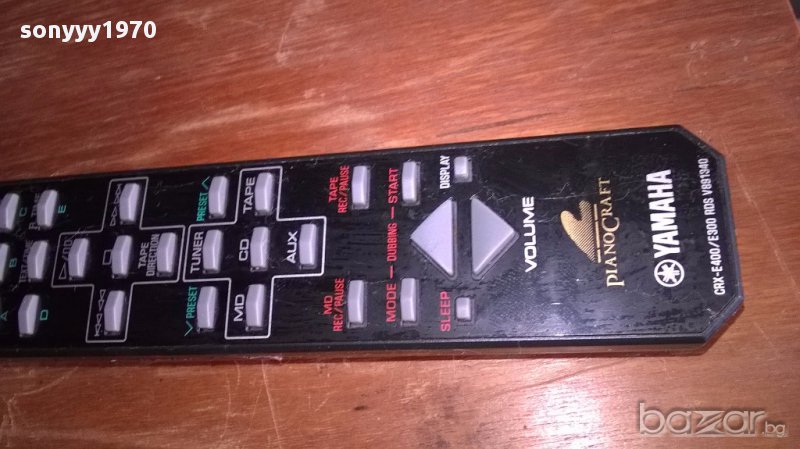 sonyyy1970
C
E
B
A
D
TAPE
DIRECTION
PRESET
TAPE
TUNER
CD
AUX
PRESET
MD
TAPE
REC/PAUSE
START
DUBBING
MODE
MD
REC/PAUSE
DISPLAY
SLEEP
VOLUME
PIANOCRAFT
YAMAHA
CRX-E400/E300 RDS V891340
bazar.bg